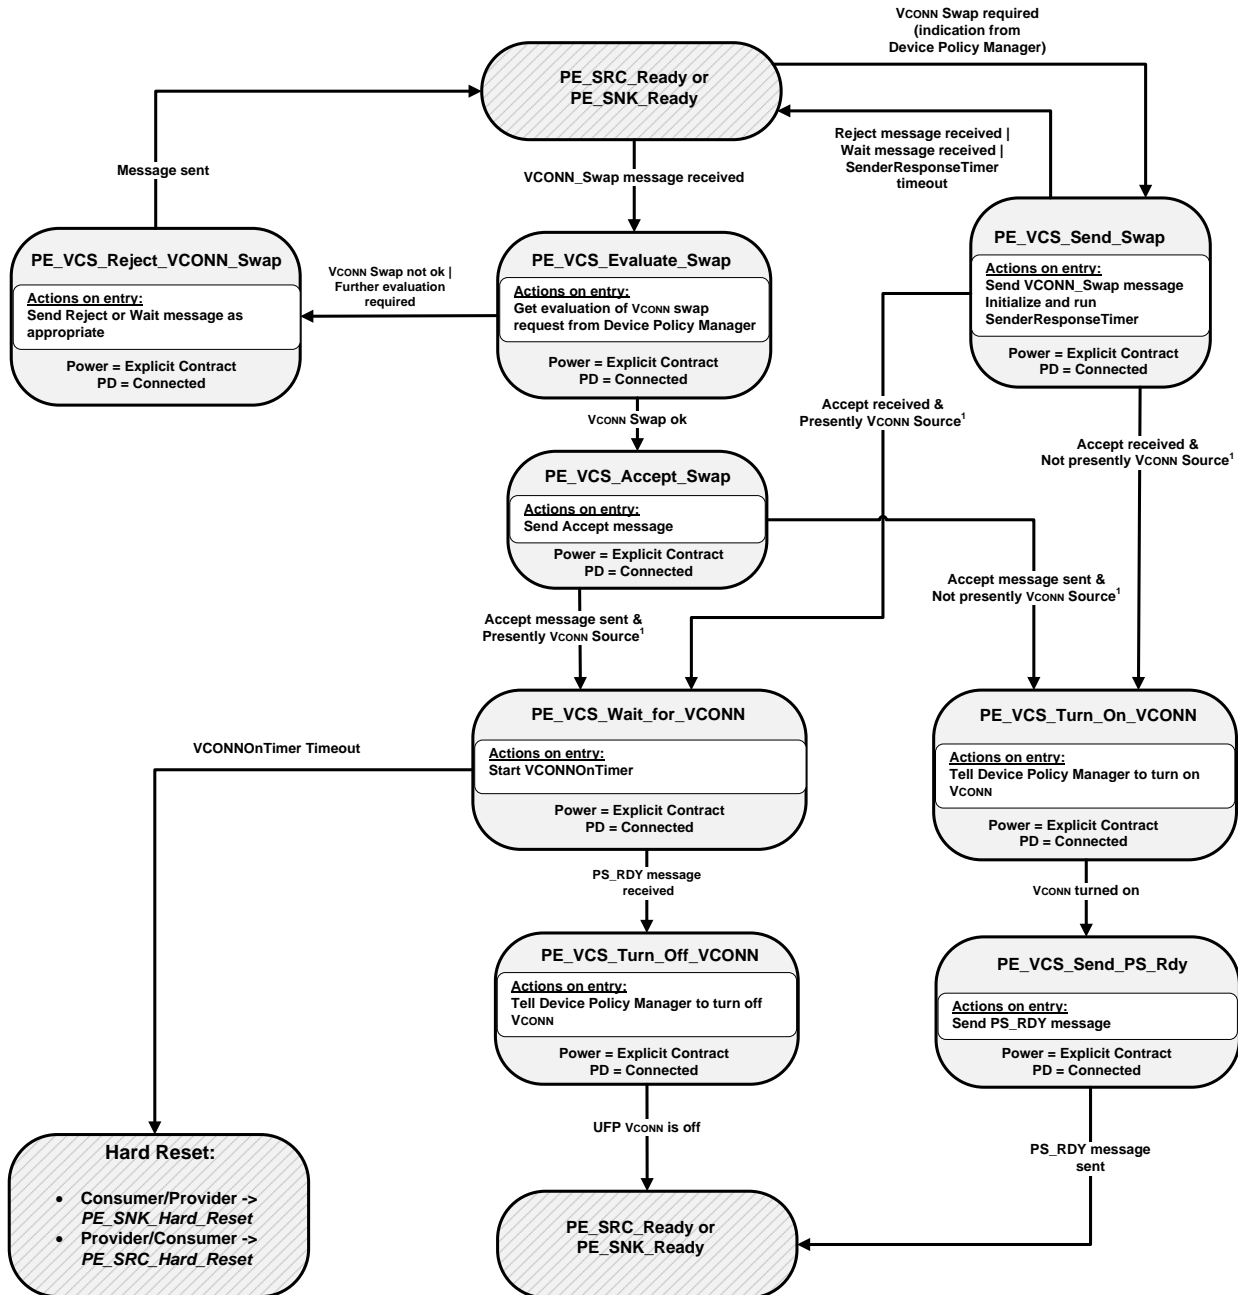 VCONN Swap required
(indication from
Device Policy Manager)
PE_SRC_Ready or
PE_SNK_Ready
Reject message received |
Wait message received |
SenderResponseTimer
timeout
Message sent
VCONN_Swap message received
PE_VCS_Reject_VCONN_Swap
Actions on entry:
Send Reject or Wait message as
appropriate
Power = Explicit Contract
PD = Connected
VCONN Swap not ok |
Further evaluation
required
PE_VCS_Evaluate_Swap
Actions on entry:
Get evaluation of VCONN swap
request from Device Policy Manager
Power = Explicit Contract
PD = Connected
PE_VCS_Send_Swap
Actions on entry:
Send VCONN_Swap message
Initialize and run
SenderResponseTimer
Power = Explicit Contract
PD = Connected
VCONN Swap ok
Accept received &
Presently VCONN Source¹
Accept received &
Not presently VCONN Source¹
PE_VCS_Accept_Swap
Actions on entry:
Send Accept message
Power = Explicit Contract
PD = Connected
Accept message sent &
Not presently VCONN Source¹
Accept message sent &
Presently VCONN Source¹
PE_VCS_Wait_for_VCONN
Actions on entry:
Start VCONNOnTimer
Power = Explicit Contract
PD = Connected
VCONNOnTimer Timeout
PE_VCS_Turn_On_VCONN
Actions on entry:
Tell Device Policy Manager to turn on
VCONN
Power = Explicit Contract
PD = Connected
PS_RDY message
received
VCONN turned on
PE_VCS_Turn_Off_VCONN
Actions on entry:
Tell Device Policy Manager to turn off
VCONN
Power = Explicit Contract
PD = Connected
PE_VCS_Send_PS_Rdy
Actions on entry:
Send PS_RDY message
Power = Explicit Contract
PD = Connected
UFP VCONN is off
PS_RDY message
sent
Hard Reset:
• Consumer/Provider ->
PE_SNK_Hard_Reset
• Provider/Consumer ->
PE_SRC_Hard_Reset
PE_SRC_Ready or
PE_SNK_Ready